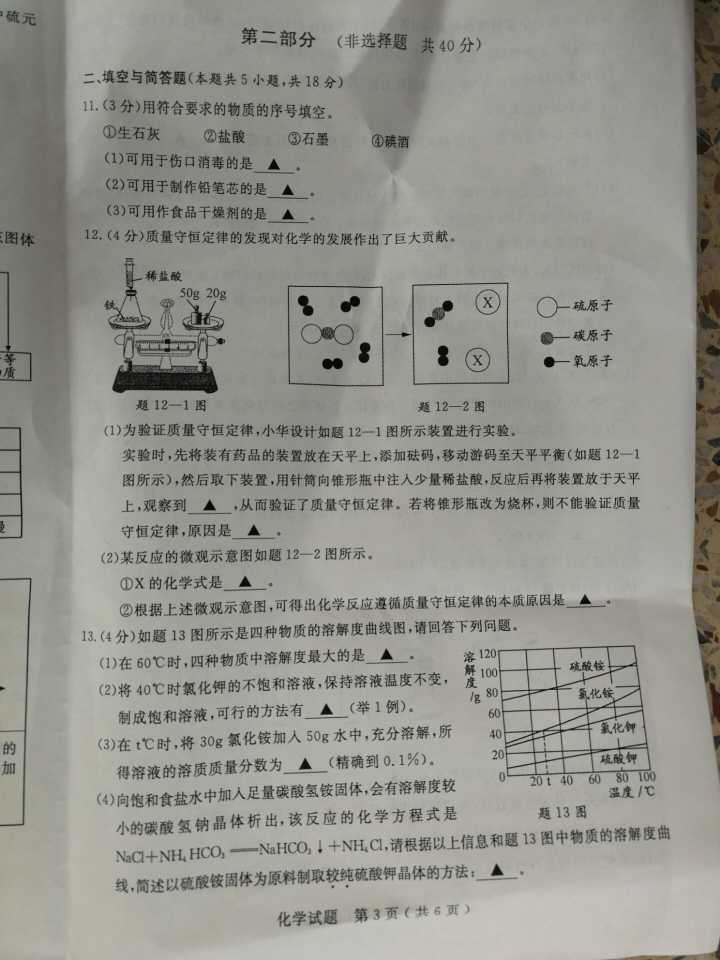 硫元
第二部分 (非选择题 共40分)
二、填空与简答题(本题共5小题,共18分)
11.(3分)用符合要求的物质的序号填空。
①生石灰 ②盐酸 ③石墨 ④碘酒
(1)可用于伤口消毒的是 ▲ 。
(2)可用于制作铅笔芯的是 ▲ 。
(3)可用作食品干燥剂的是 ▲ 。
图体
12.(4分)质量守恒定律的发现对化学的发展作出了巨大贡献。
稀盐酸
铁
50g 20g
X
X
硫原子
碳原子
氧原子
等
质
题12—1图
题12—2图
(1)为验证质量守恒定律,小华设计如题12—1图所示装置进行实验。
实验时,先将装有药品的装置放在天平上,添加砝码,移动游码至天平平衡(如题12—1
图所示),然后取下装置,用针筒向锥形瓶中注入少量稀盐酸,反应后再将装置放于天平
上,观察到 ▲ ,从而验证了质量守恒定律。若将锥形瓶改为烧杯,则不能验证质量
守恒定律,原因是 ▲ 。
(2)某反应的微观示意图如题12—2图所示。
①X的化学式是 ▲ 。
②根据上述微观示意图,可得出化学反应遵循质量守恒定律的本质原因是 ▲ 。
13.(4分)如题13图所示是四种物质的溶解度曲线图,请回答下列问题。
(1)在60℃时,四种物质中溶解度最大的是 ▲ 。
(2)将40℃时氯化钾的不饱和溶液,保持溶液温度不变,
制成饱和溶液,可行的方法有 ▲ (举1例)。
(3)在t℃时,将30g氯化铵加入50g水中,充分溶解,所
得溶液的溶质质量分数为 ▲ (精确到0.1%)。
(4)向饱和食盐水中加入足量碳酸氢铵固体,会有溶解度较
小的碳酸氢钠晶体析出,该反应的化学方程式是
溶解度/g
120
100
80
60
40
20
0
硫酸铵
氯化铵
氯化钾
硫酸钾
20 t 40 60 80 100
温度/℃
题13图
NaCl+NH₄HCO₃══NaHCO₃↓+NH₄Cl,请根据以上信息和题13图中物质的溶解度曲
线,简述以硫酸铵固体为原料制取较纯硫酸钾晶体的方法: ▲ 。
的
加
化学试题 第3页(共6页)